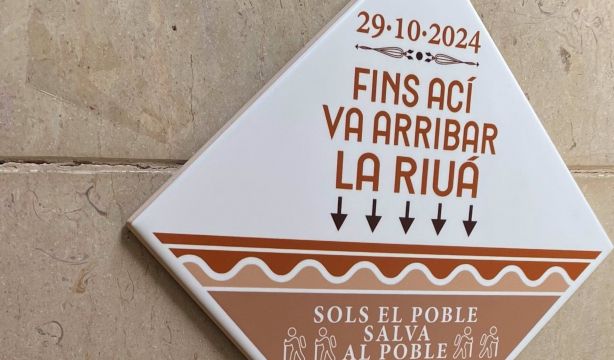 29·10·2024
FINS ACÍ
VA ARRIBAR
LA RIUÁ
SOLS EL POBLE
SALVA
AL POBLE